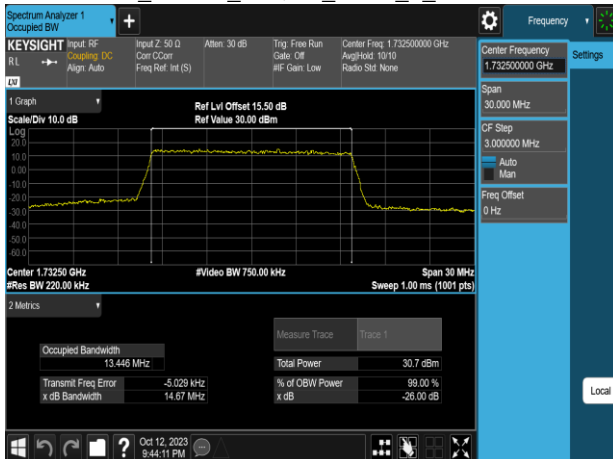 Spectrum Analyzer 1
Occupied BW
Frequency
KEYSIGHT
RL
LXI
Input: RF
Coupling: DC
Align: Auto
Input Z: 50 Ω
Corr CCorr
Freq Ref: Int (S)
Atten: 30 dB
Trig: Free Run
Gate: Off
#IF Gain: Low
Center Freq: 1.732500000 GHz
Avg|Hold: 10/10
Radio Std: None
Center Frequency
1.732500000 GHz
Settings
Span
30.000 MHz
CF Step
3.000000 MHz
Auto
Man
Freq Offset
0 Hz
1 Graph
Scale/Div 10.0 dB
Ref Lvl Offset 15.50 dB
Ref Value 30.00 dBm
Log
20.0
10.0
0.00
-10.0
-20.0
-30.0
-40.0
-50.0
-60.0
Center 1.73250 GHz
#Res BW 220.00 kHz
#Video BW 750.00 kHz
Span 30 MHz
Sweep 1.00 ms (1001 pts)
2 Metrics
Measure Trace
Trace 1
Occupied Bandwidth
13.446 MHz
Total Power 30.7 dBm
Transmit Freq Error -5.029 kHz
% of OBW Power 99.00 %
x dB Bandwidth 14.67 MHz
x dB -26.00 dB
Local
?
Oct 12, 2023
9:44:11 PM